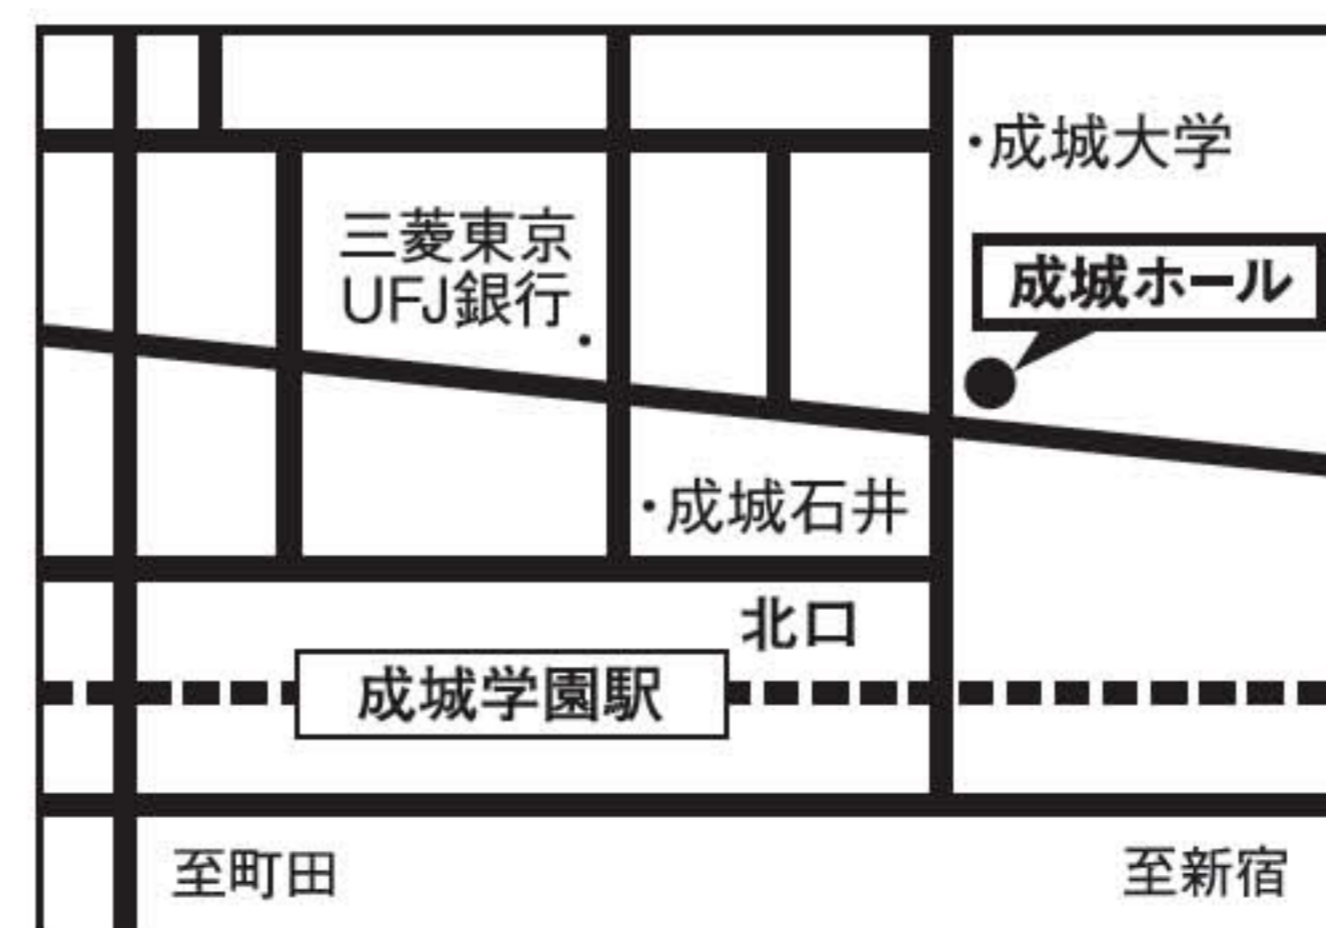 ・成城大学
三菱東京
UFJ銀行
成城ホール
・成城石井
北口
成城学園駅
至町田
至新宿